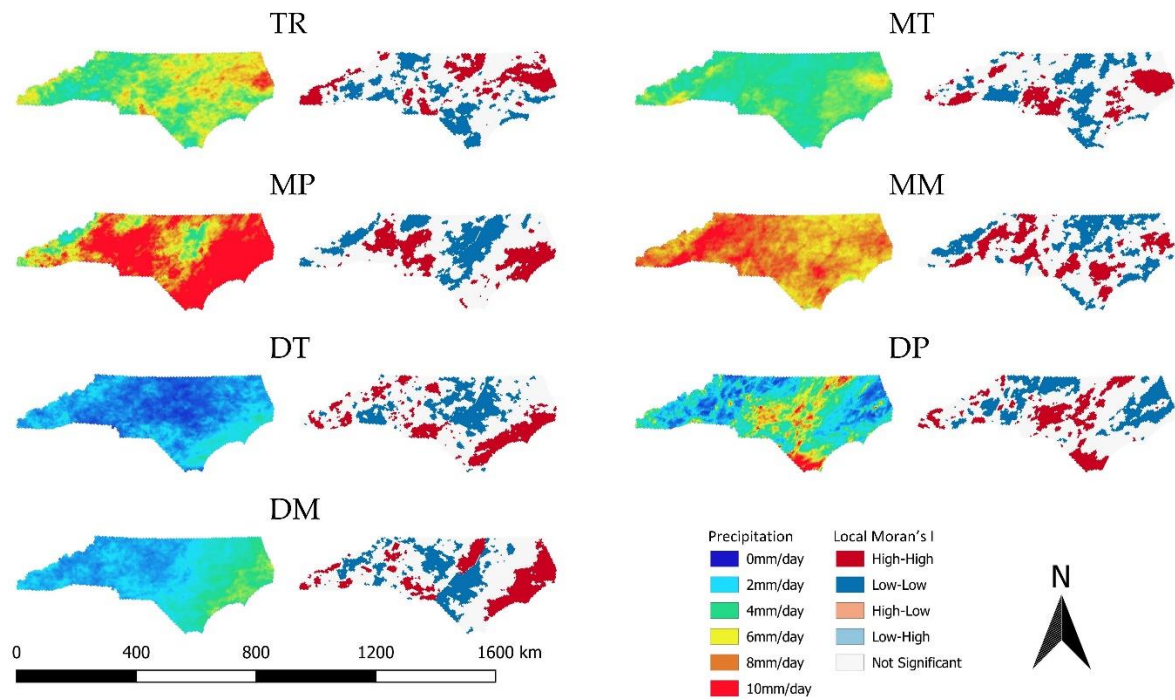 TR
MT
MP
MM
DT
DP
DM
Precipitation
0mm/day
2mm/day
4mm/day
6mm/day
8mm/day
10mm/day
Local Moran's I
High-High
Low-Low
High-Low
Low-High
Not Significant
N
0 400 800 1200 1600 km